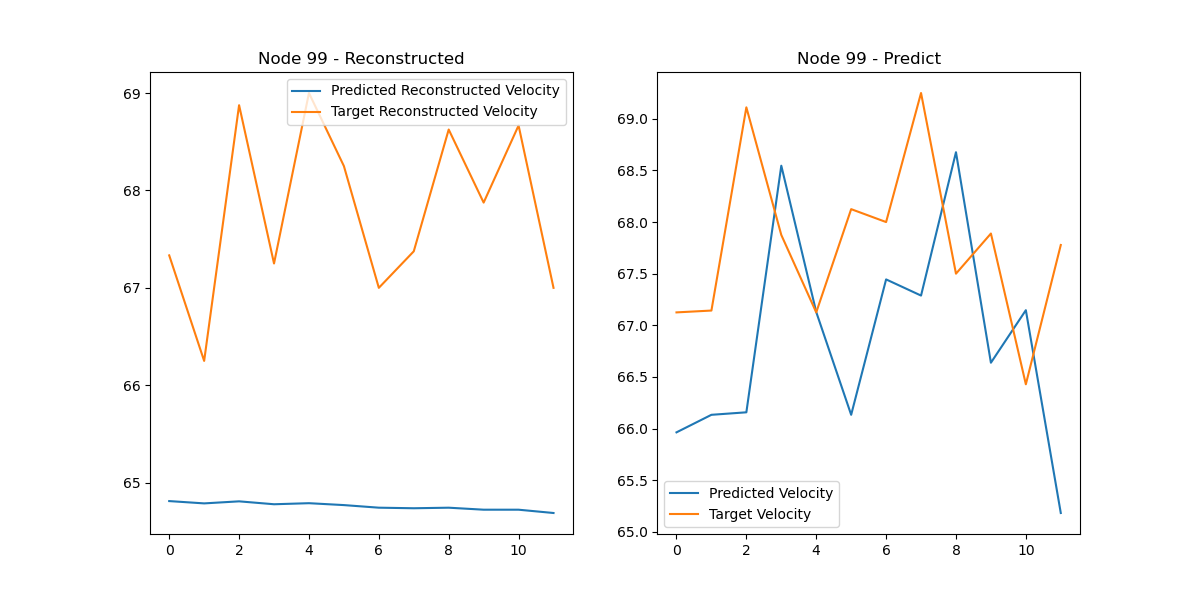 Node 99 - Reconstructed
Predicted Reconstructed Velocity
Target Reconstructed Velocity
69
68
67
66
65
0 2 4 6 8 10
Node 99 - Predict
69.0
68.5
68.0
67.5
67.0
66.5
66.0
65.5
65.0
Predicted Velocity
Target Velocity
0 2 4 6 8 10